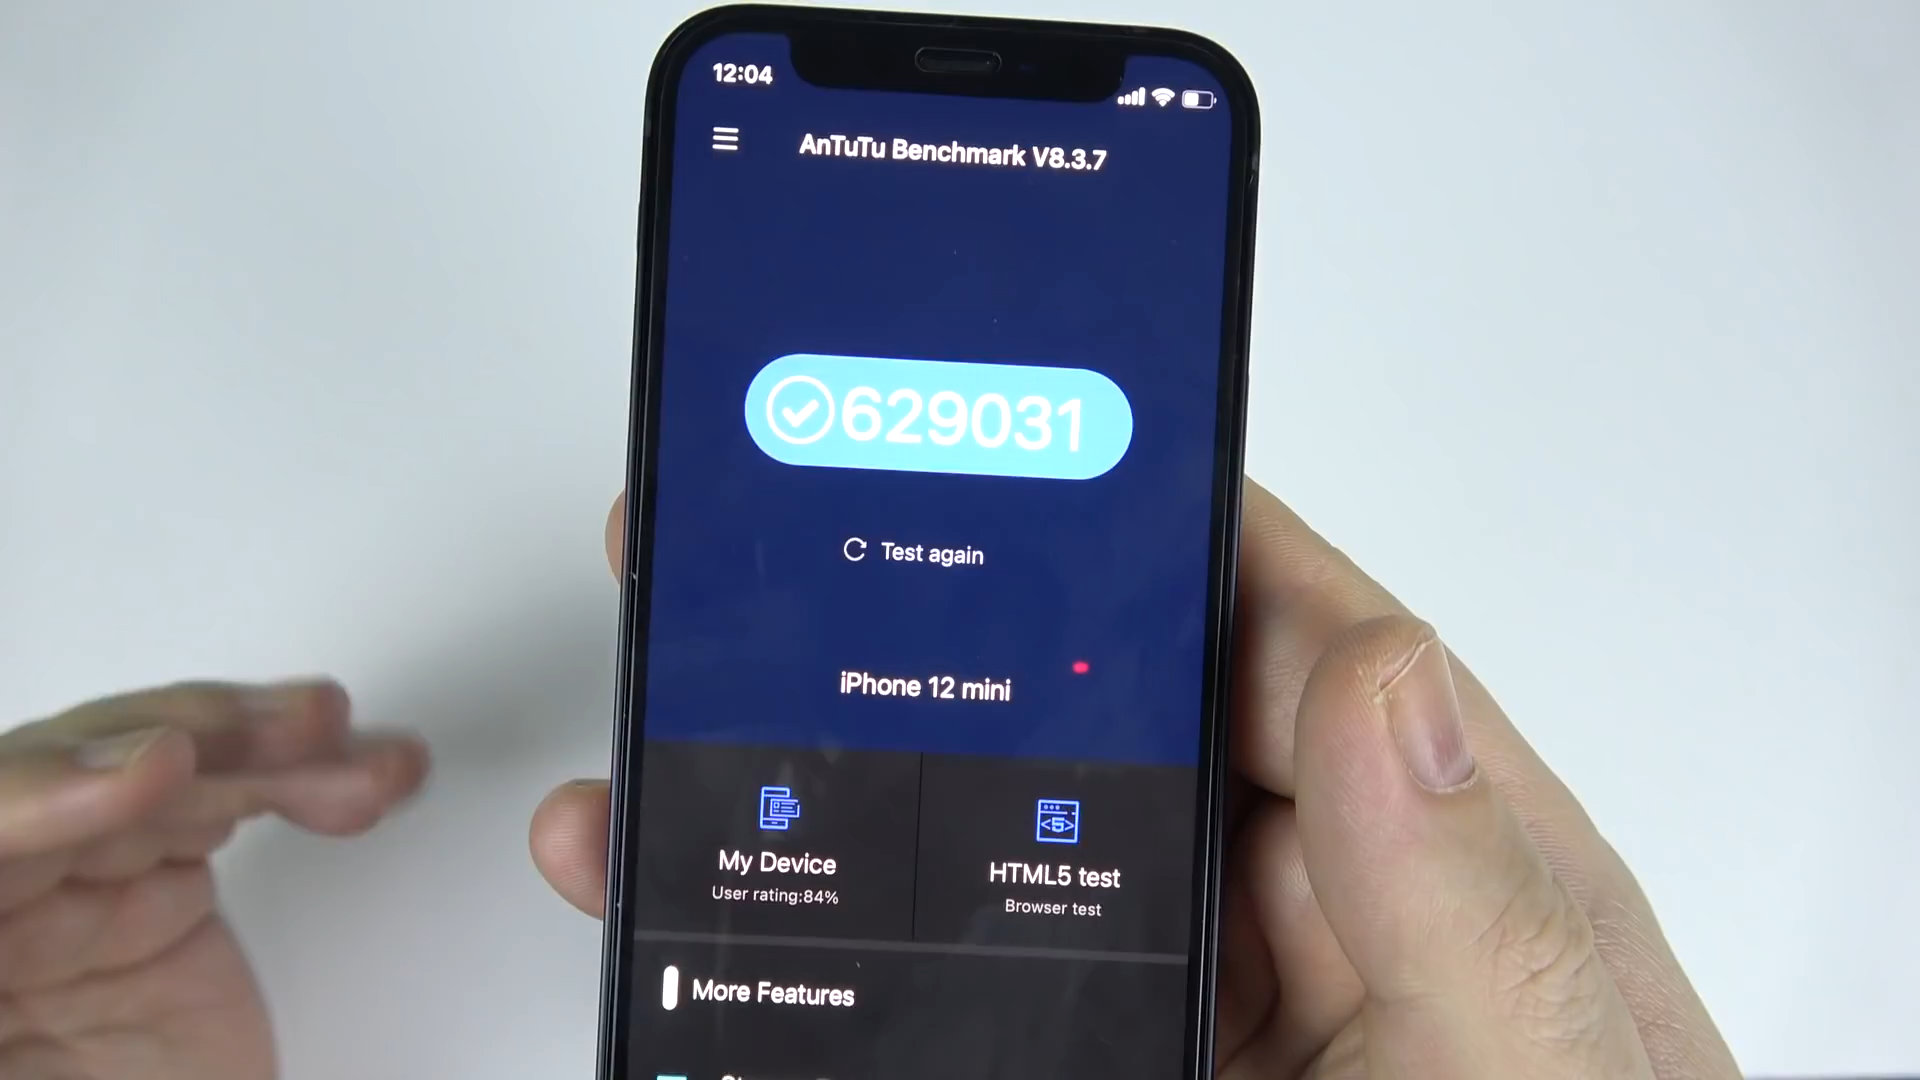 12:04
AnTuTu Benchmark V8.3.7
629031
Test again
iPhone 12 mini
My Device
User rating:84%
HTML5 test
Browser test
More Features